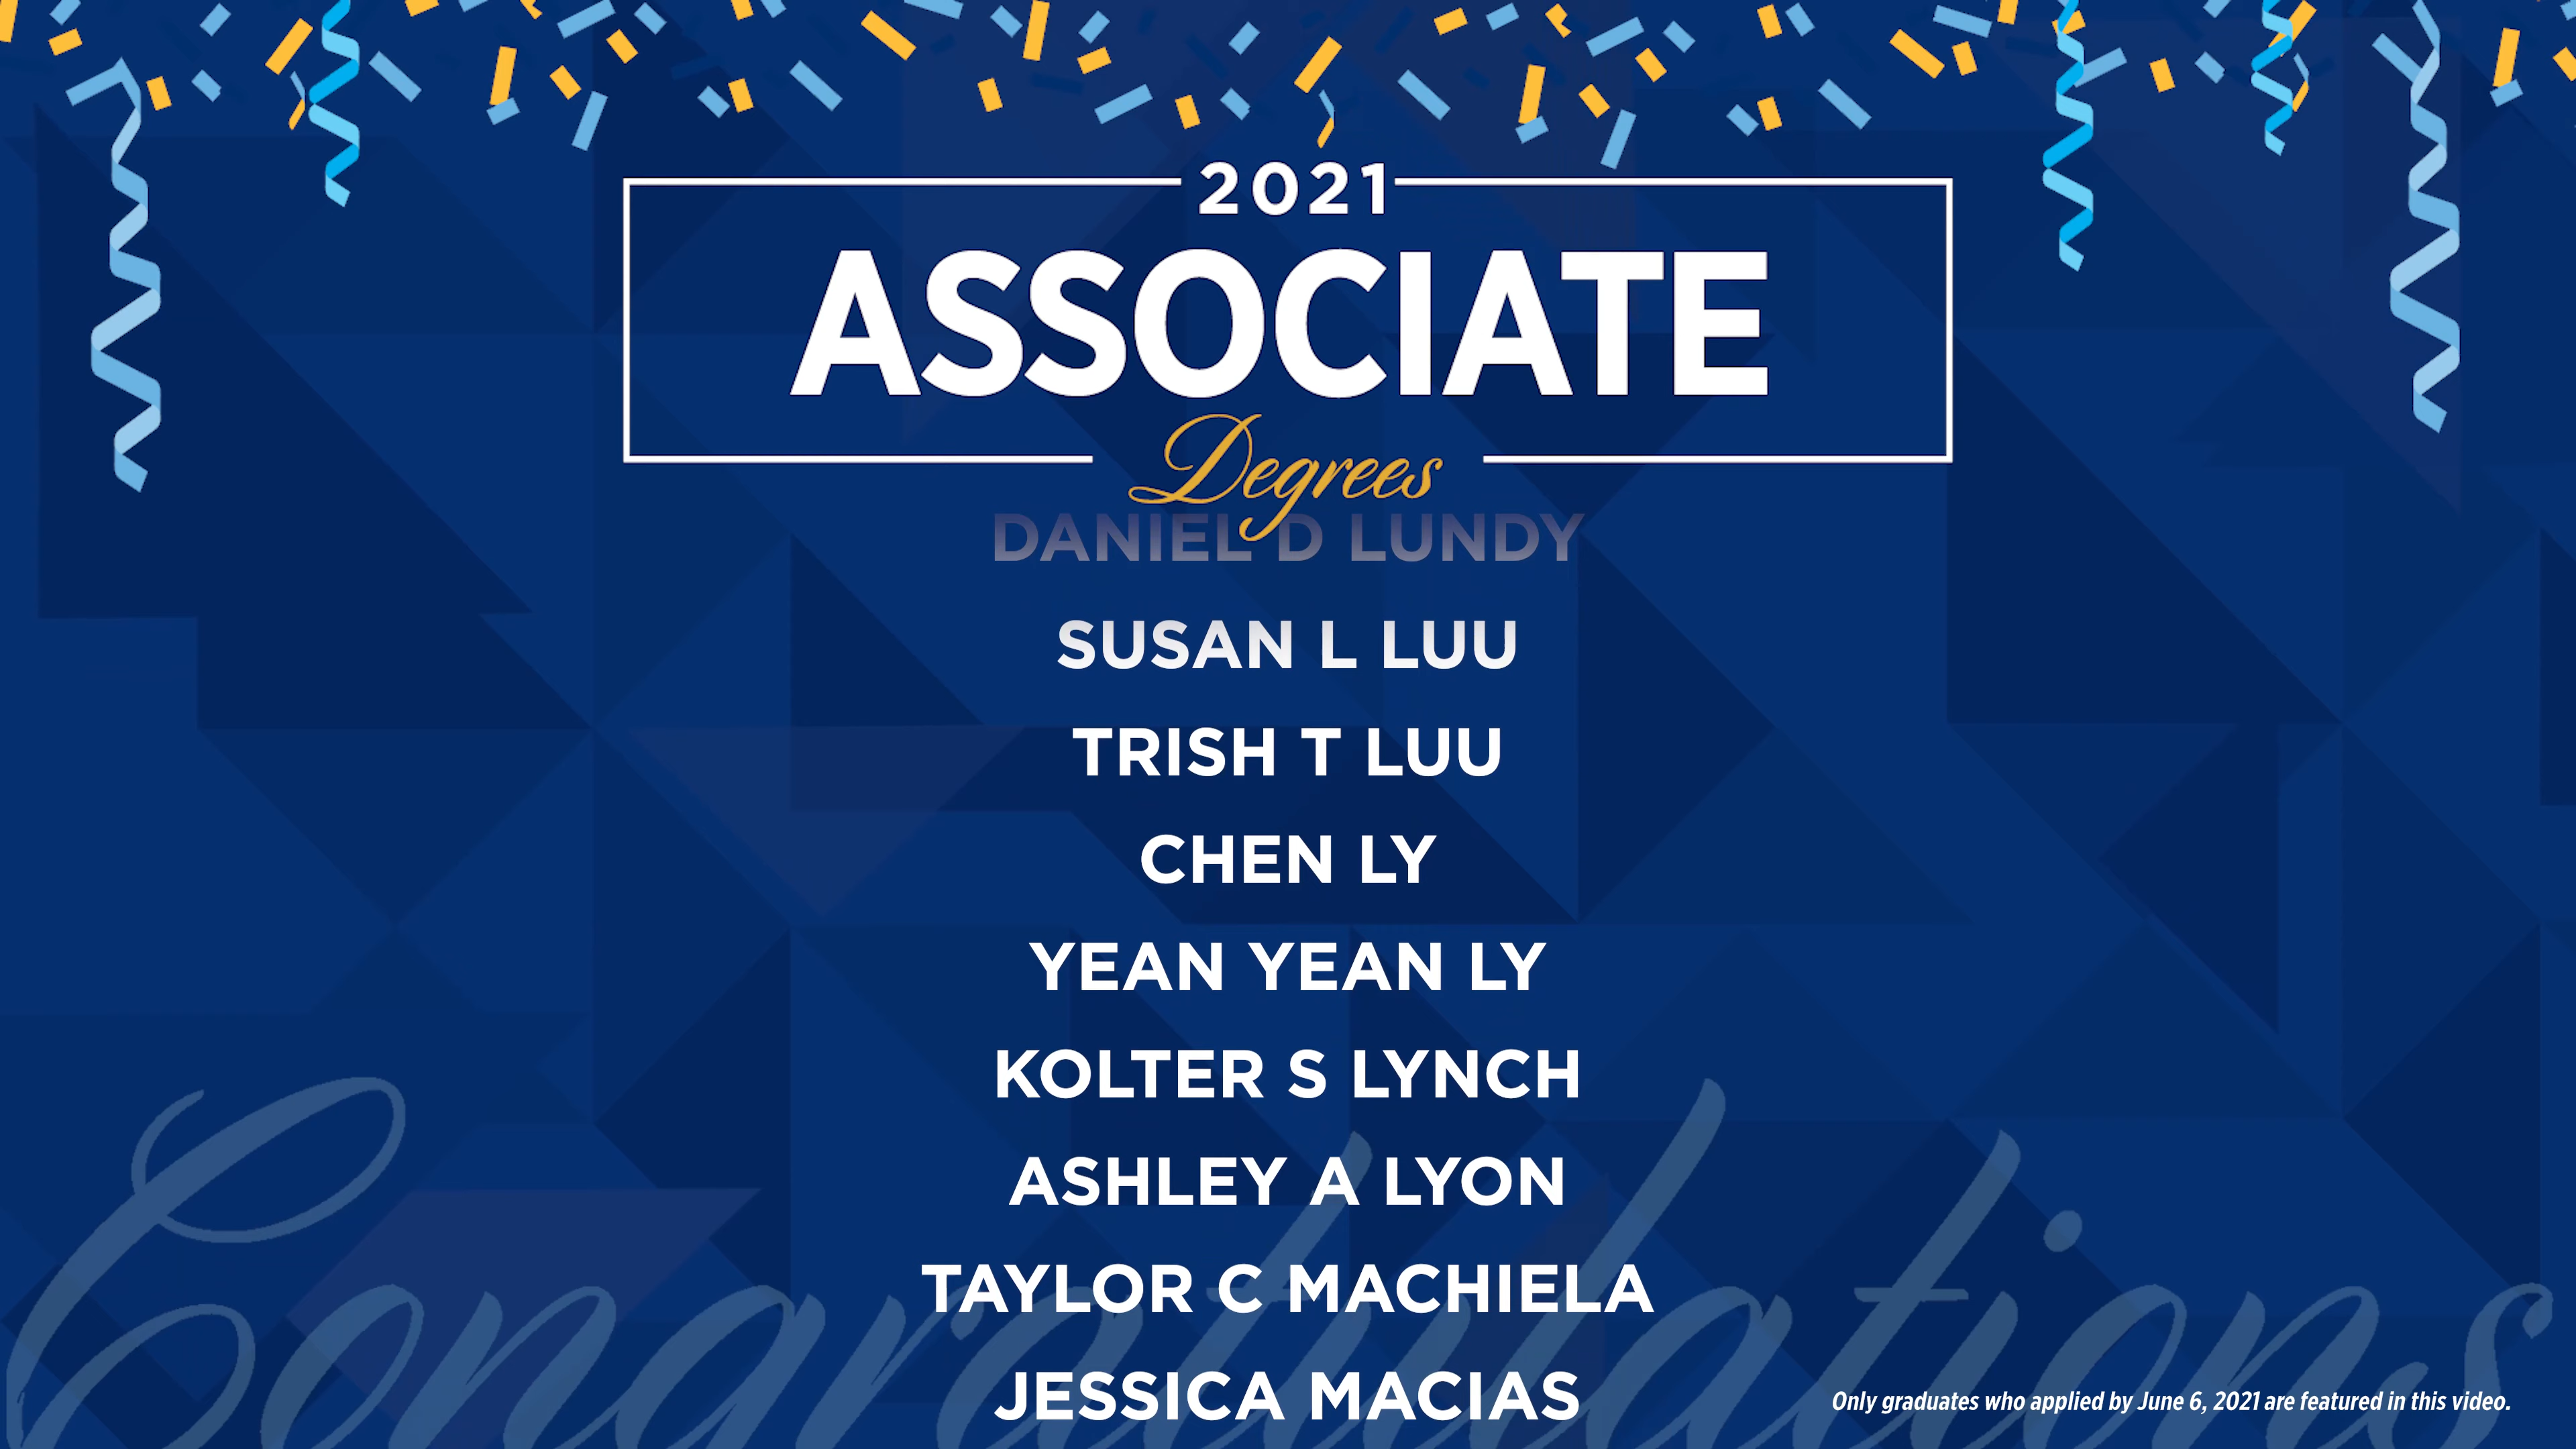 2021
ASSOCIATE
Degrees
DANIEL D LUNDY
SUSAN L LUU
TRISH T LUU
CHEN LY
YEAN YEAN LY
KOLTER S LYNCH
ASHLEY A LYON
TAYLOR C MACHIELA
JESSICA MACIAS
Only graduates who applied by June 6, 2021 are featured in this video.
Congratulations